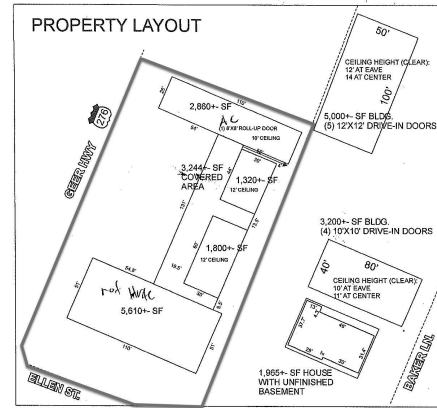 PROPERTY LAYOUT
50'
CEILING HEIGHT (CLEAR):
12' AT EAVE
14 AT CENTER
100'
5,000+- SF BLDG.
(5) 12'X12' DRIVE-IN DOORS
110'
2,860+- SF
AC
(1) 8'X8' ROLL-UP DOOR
16' CEILING
276
GEER HWY
3,244+- SF
COVERED
AREA
1,320+- SF
12' CEILING
1,800+- SF
12' CEILING
3,200+- SF BLDG.
(4) 10'X10' DRIVE-IN DOORS
40'
80'
CEILING HEIGHT (CLEAR):
10' AT EAVE
11' AT CENTER
5,610+- SF
110'
51'
1,965+- SF HOUSE
WITH UNFINISHED
BASEMENT
ELLEN ST.
BAKER LN.